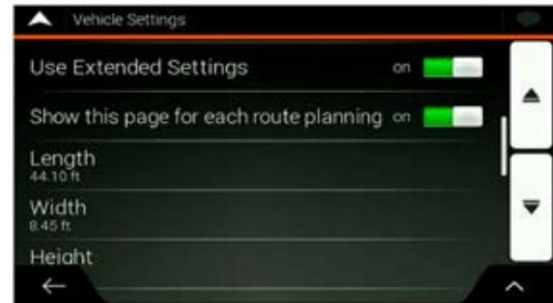 Vehicle Settings
Use Extended Settings on
Show this page for each route planning on
Length
44.10 ft
Width
8.45 ft
Height